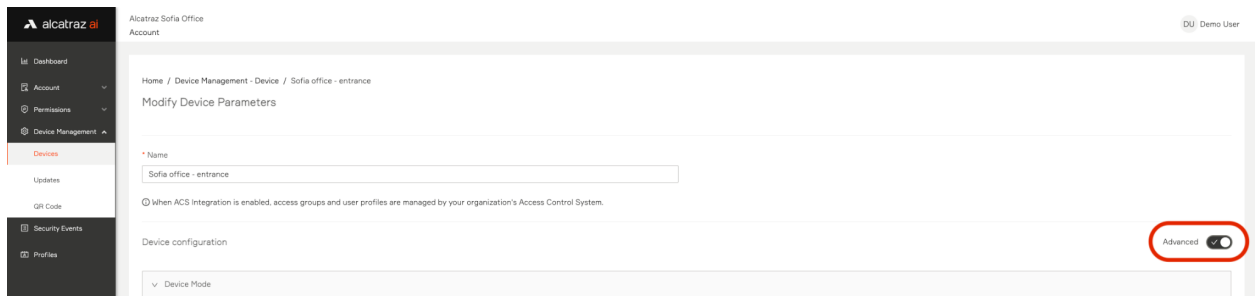 alcatraz ai
Alcatraz Sofia Office
Account
DU Demo User
Dashboard
Account
Permissions
Device Management
Devices
Updates
QR Code
Security Events
Profiles
Home / Device Management - Device / Sofia office - entrance
Modify Device Parameters
* Name
Sofia office - entrance
When ACS Integration is enabled, access groups and user profiles are managed by your organization's Access Control System.
Device configuration
Advanced
Device Mode